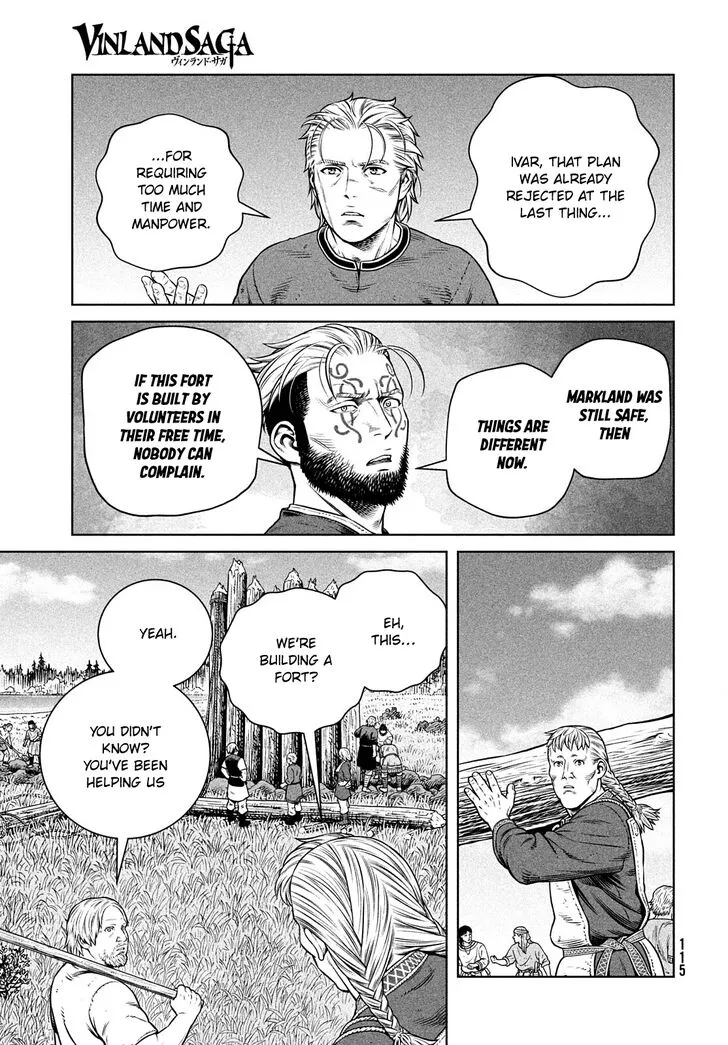 VINLAND SAGA
ヴィンランド・サガ
IVAR, THAT PLAN
WAS ALREADY
REJECTED AT THE
LAST THING...
...FOR
REQUIRING
TOO MUCH
TIME AND
MANPOWER.
MARKLAND WAS
STILL SAFE,
THEN
THINGS ARE
DIFFERENT
NOW.
IF THIS FORT
IS BUILT BY
VOLUNTEERS IN
THEIR FREE TIME,
NOBODY CAN
COMPLAIN.
EH,
THIS...
WE'RE
BUILDING A
FORT?
YEAH.
YOU DIDN'T
KNOW?
YOU'VE BEEN
HELPING US
115